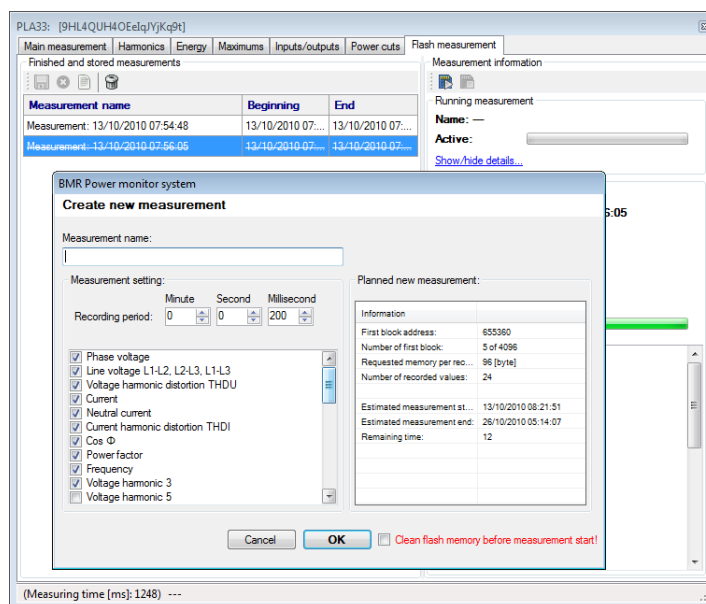 PLA33: [9HL4QUH4OEeIqJYjKq9t]
Main measurement Harmonics Energy Maximums Inputs/outputs Power cuts Flash measurement
Finished and stored measurements
Measurement name Beginning End
Measurement: 13/10/2010 07:54:48 13/10/2010 07:... 13/10/2010 07:...
Measurement: 13/10/2010 07:56:05 13/10/2010 07:... 13/10/2010 07:...
Measurement information
Running measurement
Name: —
Active:
Show/hide details...
6:05
BMR Power monitor system
Create new measurement
Measurement name:
Measurement setting:
Minute Second Millisecond
Recording period: 0 0 200
Phase voltage
Line voltage L1-L2, L2-L3, L1-L3
Voltage harmonic distortion THDU
Current
Neutral current
Current harmonic distortion THDI
Cos Φ
Power factor
Frequency
Voltage harmonic 3
Voltage harmonic 5
Planned new measurement:
Information
First blook address: 655360
Number of first blook: 5 of 4096
Requested memory per rec... 96 [byte]
Number of recorded values: 24
Estimated measurement st... 13/10/2010 08:21:51
Estimated measurement end: 26/10/2010 05:14:07
Remaining time: 12
Cancel OK Clean flash memory before measurement start!
(Measuring time [ms]: 1248) ---